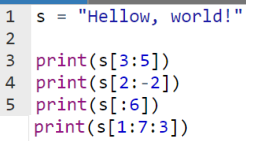 1 s = "Hellow, world!"
2
3 print(s[3:5])
4 print(s[2:-2])
5 print(s[:6])
print(s[1:7:3])